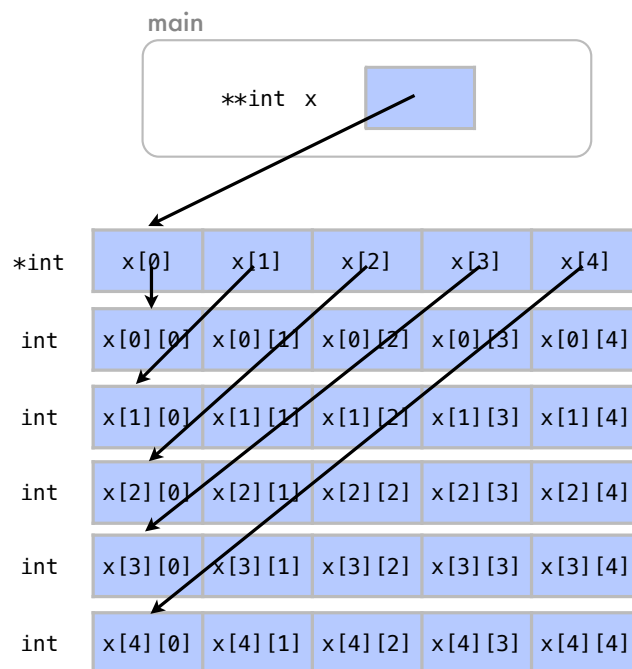 main
**int x
*int x[0] x[1] x[2] x[3] x[4]
int x[0][0] x[0][1] x[0][2] x[0][3] x[0][4]
int x[1][0] x[1][1] x[1][2] x[1][3] x[1][4]
int x[2][0] x[2][1] x[2][2] x[2][3] x[2][4]
int x[3][0] x[3][1] x[3][2] x[3][3] x[3][4]
int x[4][0] x[4][1] x[4][2] x[4][3] x[4][4]